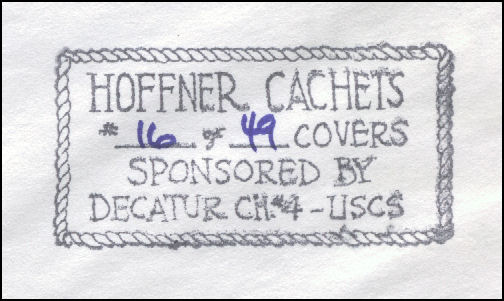 HOFFNER CACHETS
# 16 of 49 COVERS
SPONSORED BY
DECATUR CH.#4-USCS